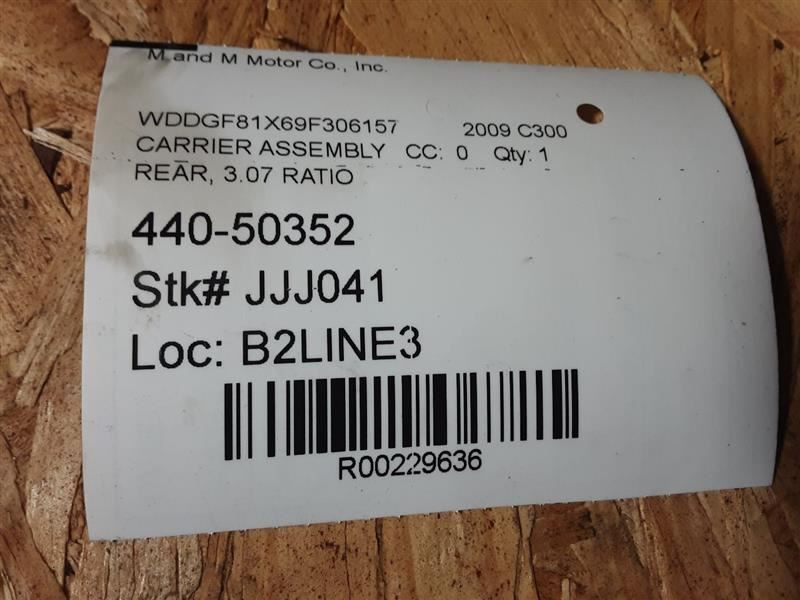 M and M Motor Co., Inc.
WDDGF81X69F306157 2009 C300
CARRIER ASSEMBLY CC: 0 Qty: 1
REAR, 3.07 RATIO
440-50352
Stk# JJJ041
Loc: B2LINE3
R00229636